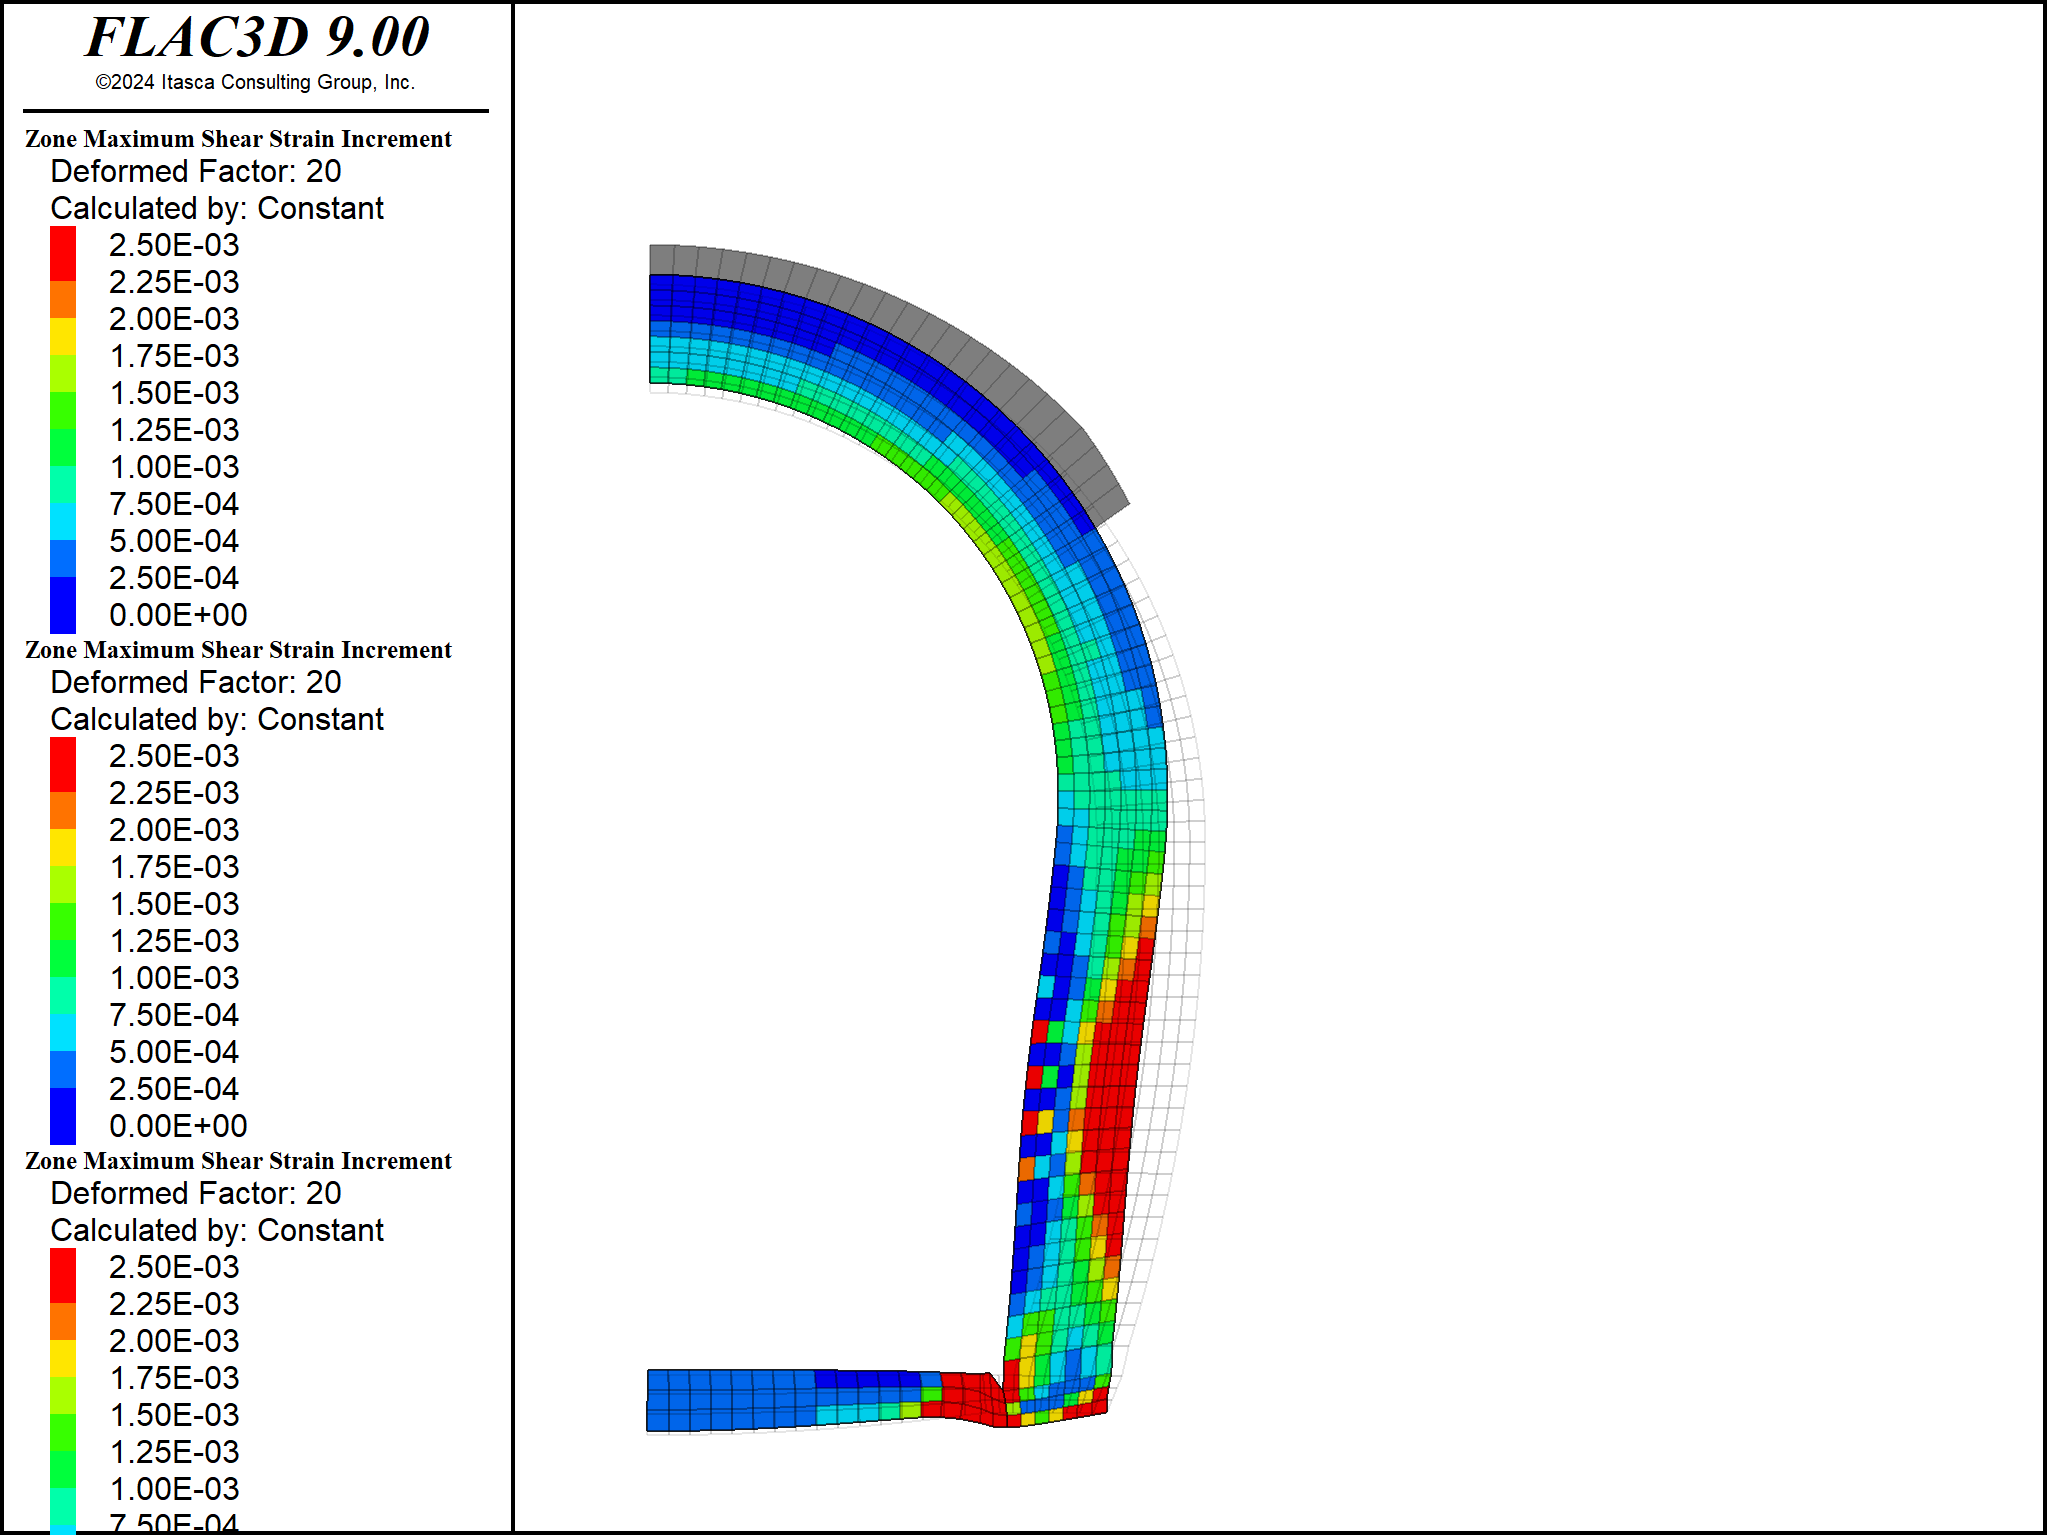 FLAC3D 9.00
©2024 Itasca Consulting Group, Inc.
Zone Maximum Shear Strain Increment
Deformed Factor: 20
Calculated by: Constant
2.50E-03
2.25E-03
2.00E-03
1.75E-03
1.50E-03
1.25E-03
1.00E-03
7.50E-04
5.00E-04
2.50E-04
0.00E+00
Zone Maximum Shear Strain Increment
Deformed Factor: 20
Calculated by: Constant
2.50E-03
2.25E-03
2.00E-03
1.75E-03
1.50E-03
1.25E-03
1.00E-03
7.50E-04
5.00E-04
2.50E-04
0.00E+00
Zone Maximum Shear Strain Increment
Deformed Factor: 20
Calculated by: Constant
2.50E-03
2.25E-03
2.00E-03
1.75E-03
1.50E-03
1.25E-03
1.00E-03
7.50E-04